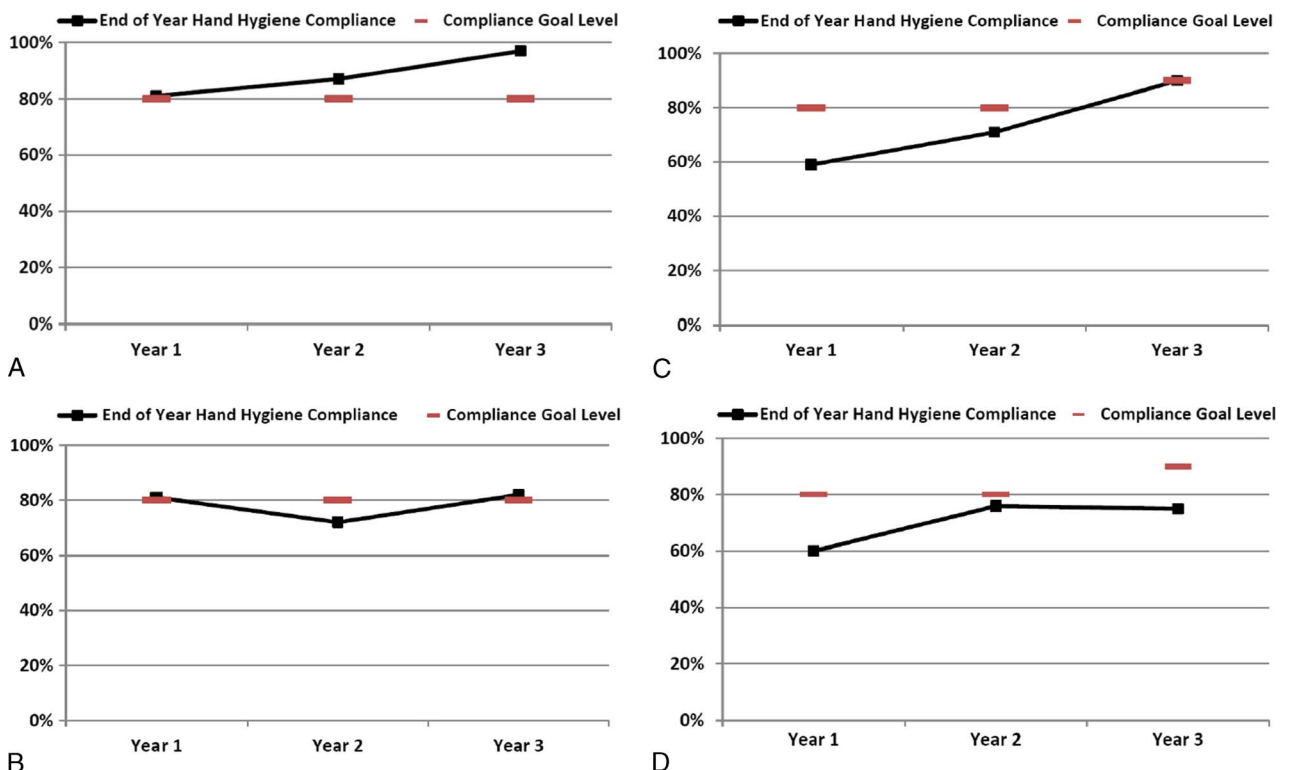 End of Year Hand Hygiene Compliance Compliance Goal Level
100%
80%
60%
40%
20%
0%
Year 1 Year 2 Year 3
A
End of Year Hand Hygiene Compliance Compliance Goal Level
100%
80%
60%
40%
20%
0%
Year 1 Year 2 Year 3
B
End of Year Hand Hygiene Compliance Compliance Goal Level
100%
80%
60%
40%
20%
0%
Year 1 Year 2 Year 3
C
End of Year Hand Hygiene Compliance Compliance Goal Level
100%
80%
60%
40%
20%
0%
Year 1 Year 2 Year 3
D